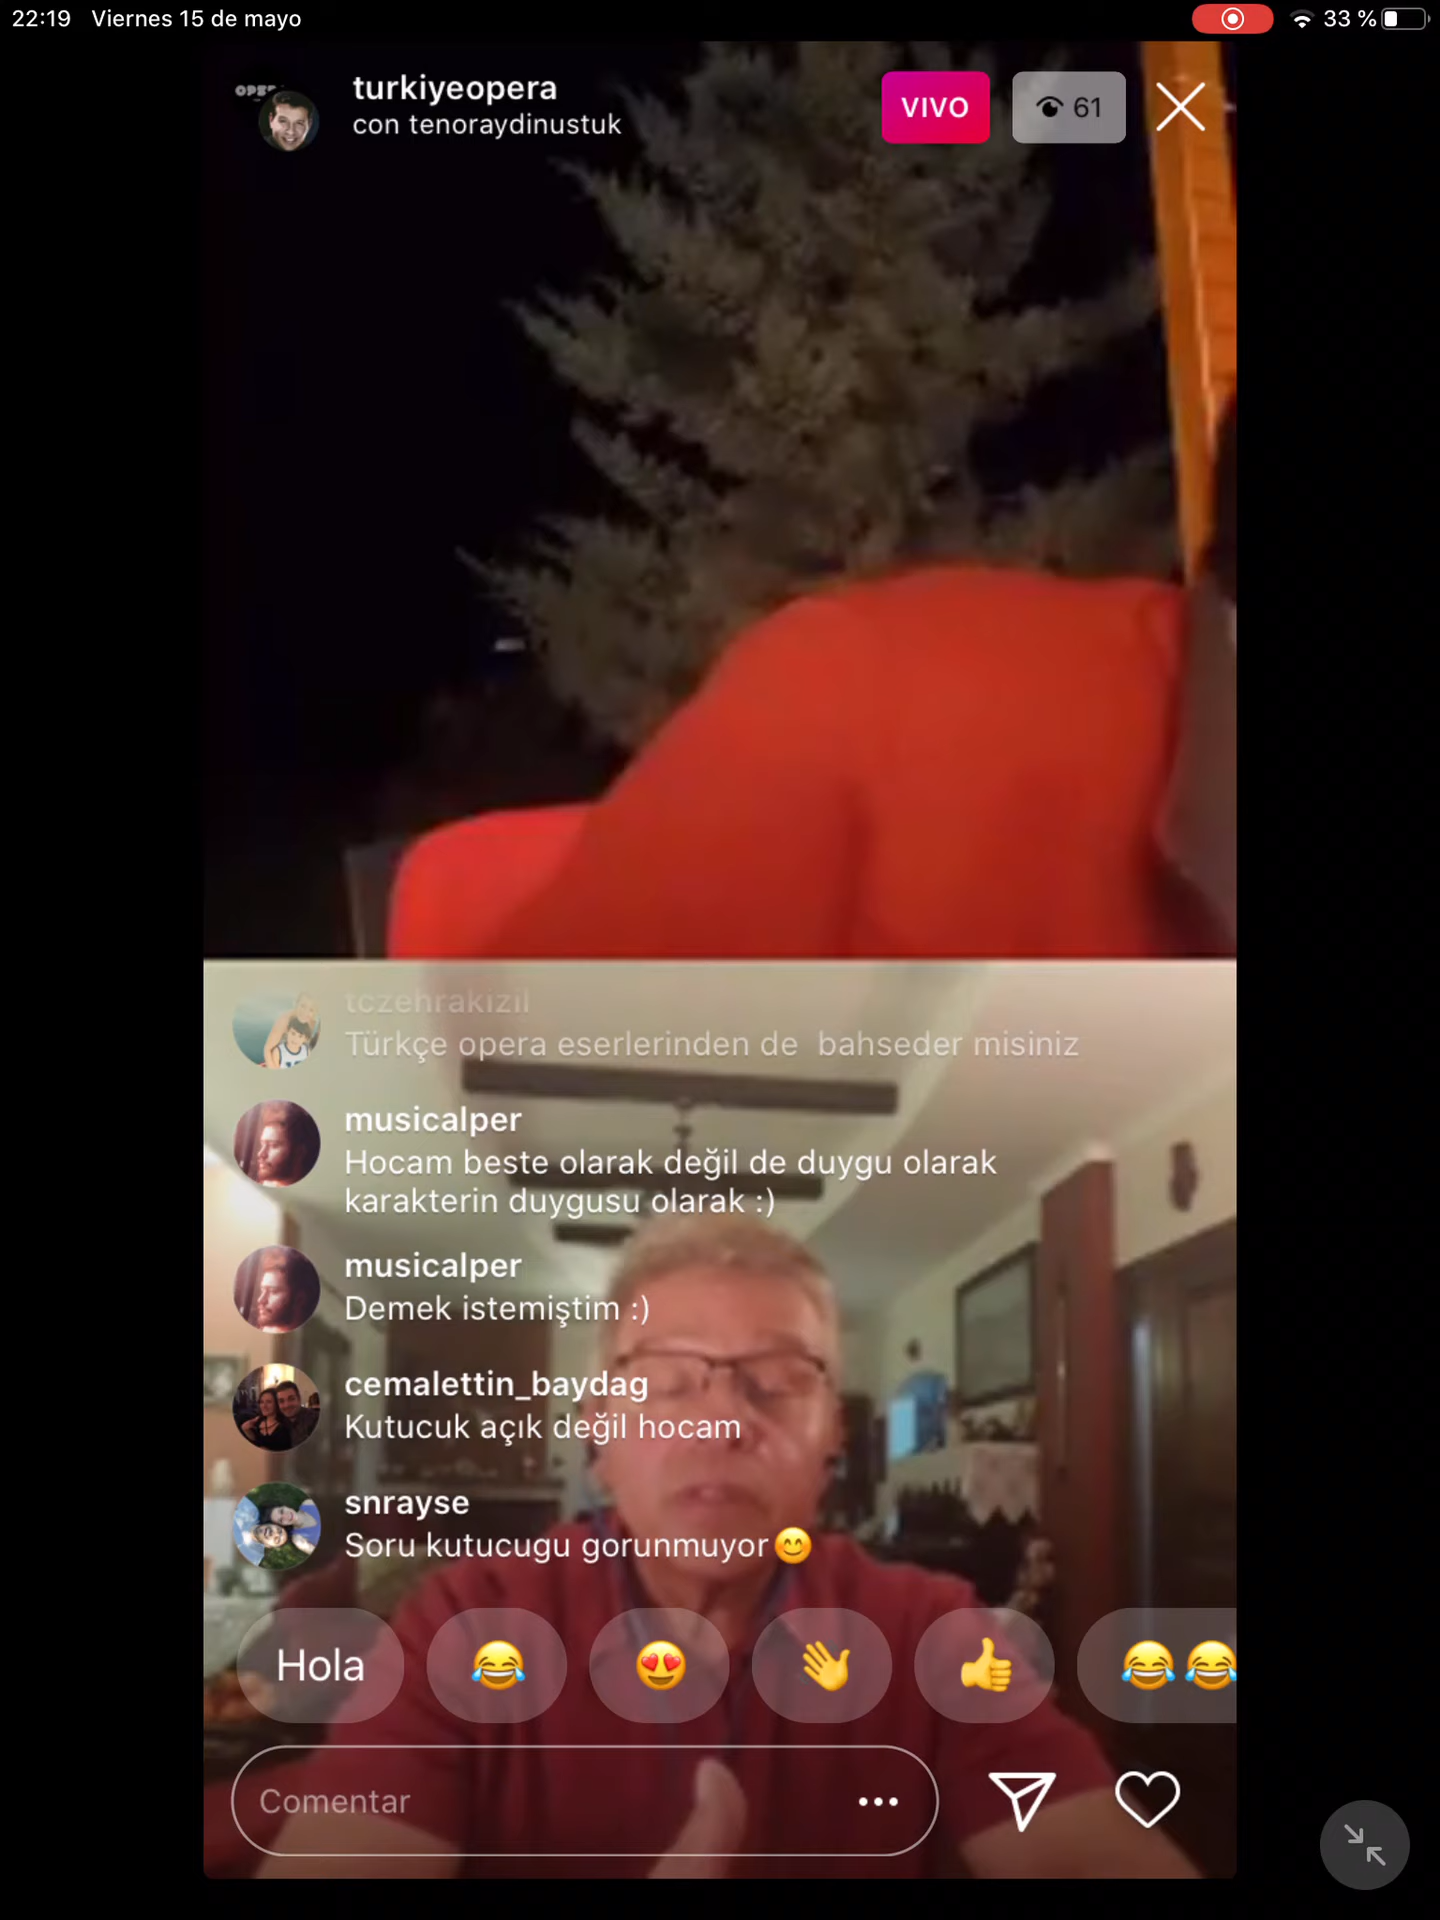 22:19 Viernes 15 de mayo
33 %
turkiyeopera
con tenoraydinustuk
VIVO
61
tczehrakizil
Türkçe opera eserlerinden de bahseder misiniz
musicalper
Hocam beste olarak değil de duygu olarak
karakterin duygusu olarak :)
musicalper
Demek istemiştim :)
cemalettin_baydag
Kutucuk açık değil hocam
snrayse
Soru kutucugu gorunmuyor😊
Hola
Comentar